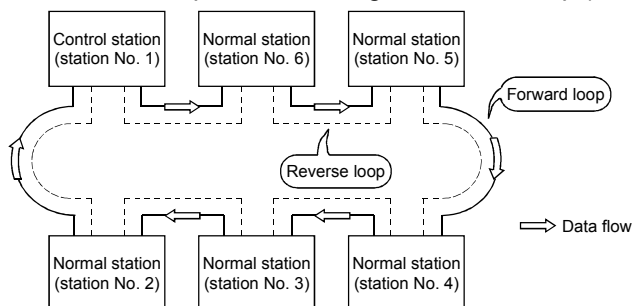 Control station
(station No. 1)
Normal station
(station No. 6)
Normal station
(station No. 5)
Forward loop
Reverse loop
Data flow
Normal station
(station No. 2)
Normal station
(station No. 3)
Normal station
(station No. 4)